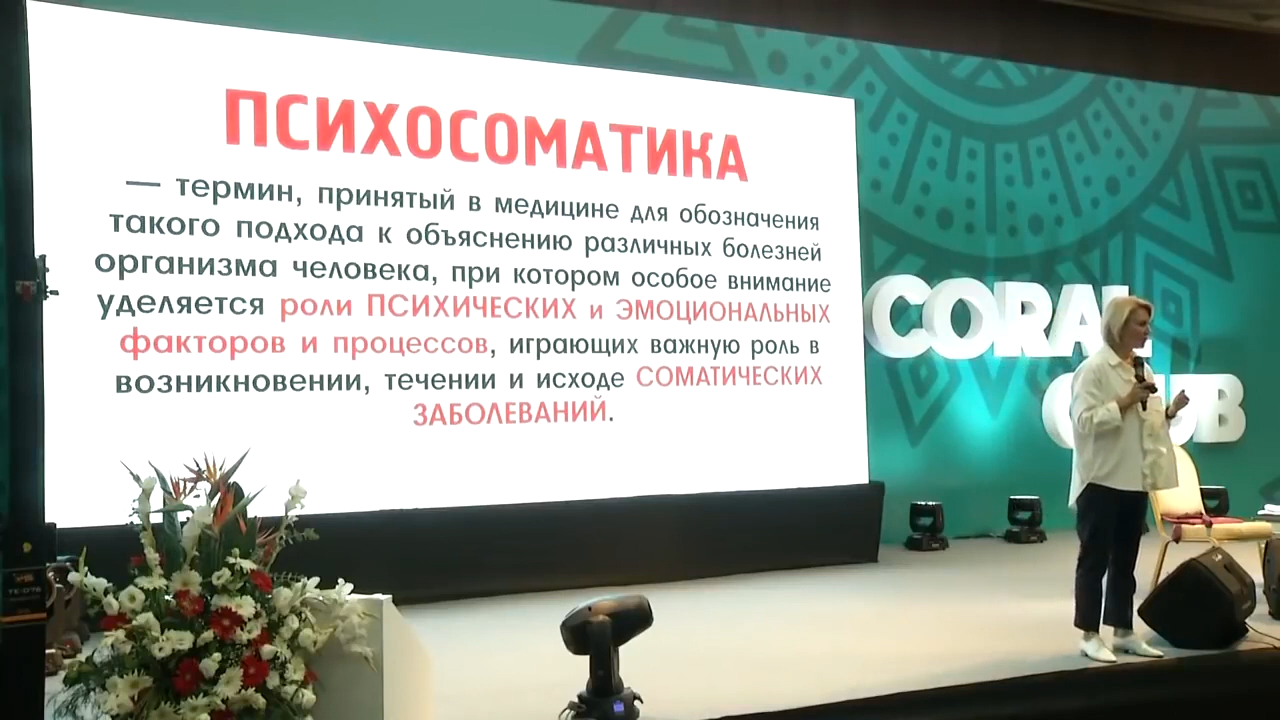 ПСИХОСОМАТИКА
— термин, принятый в медицине для обозначения
такого подхода к объяснению различных болезней
организма человека, при котором особое внимание
уделяется роли ПСИХИЧЕСКИХ и ЭМОЦИОНАЛЬНЫХ
факторов и процессов, играющих важную роль в
возникновении, течении и исходе СОМАТИЧЕСКИХ
ЗАБОЛЕВАНИЙ.
CORAL
CLUB